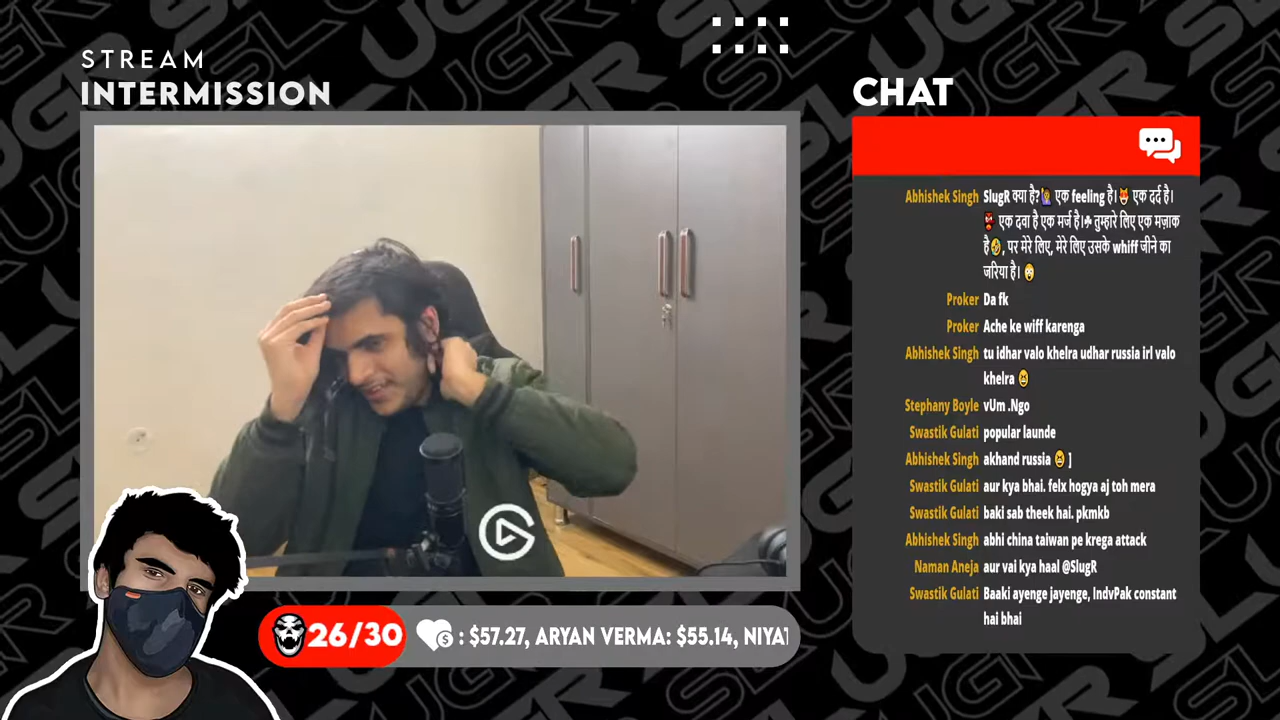 STREAM
INTERMISSION
CHAT
Abhishek Singh SlugR क्या है?🙋‍♀️ एक feeling है।😻 एक दर्द है।
👹 एक दवा है एक मर्ज है।☘ तुम्हारे लिए एक मज़ाक
है🤣, पर मेरे लिए, मेरे लिए उसके whiff जीने का
जरिया है। 😳
Proker Da fk
Proker Ache ke wiff karenga
Abhishek Singh tu idhar valo khelra udhar russia irl valo
khelra 😆
Stephany Boyle vUm .Ngo
Swastik Gulati popular launde
Abhishek Singh akhand russia 😆 ]
Swastik Gulati aur kya bhai. felx hogya aj toh mera
Swastik Gulati baki sab theek hai. pkmkb
Abhishek Singh abhi china taiwan pe krega attack
Naman Aneja aur vai kya haal @SlugR
Swastik Gulati Baaki ayenge jayenge, IndvPak constant
hai bhai
26/30
: $57.27, ARYAN VERMA: $55.14, NIYAT